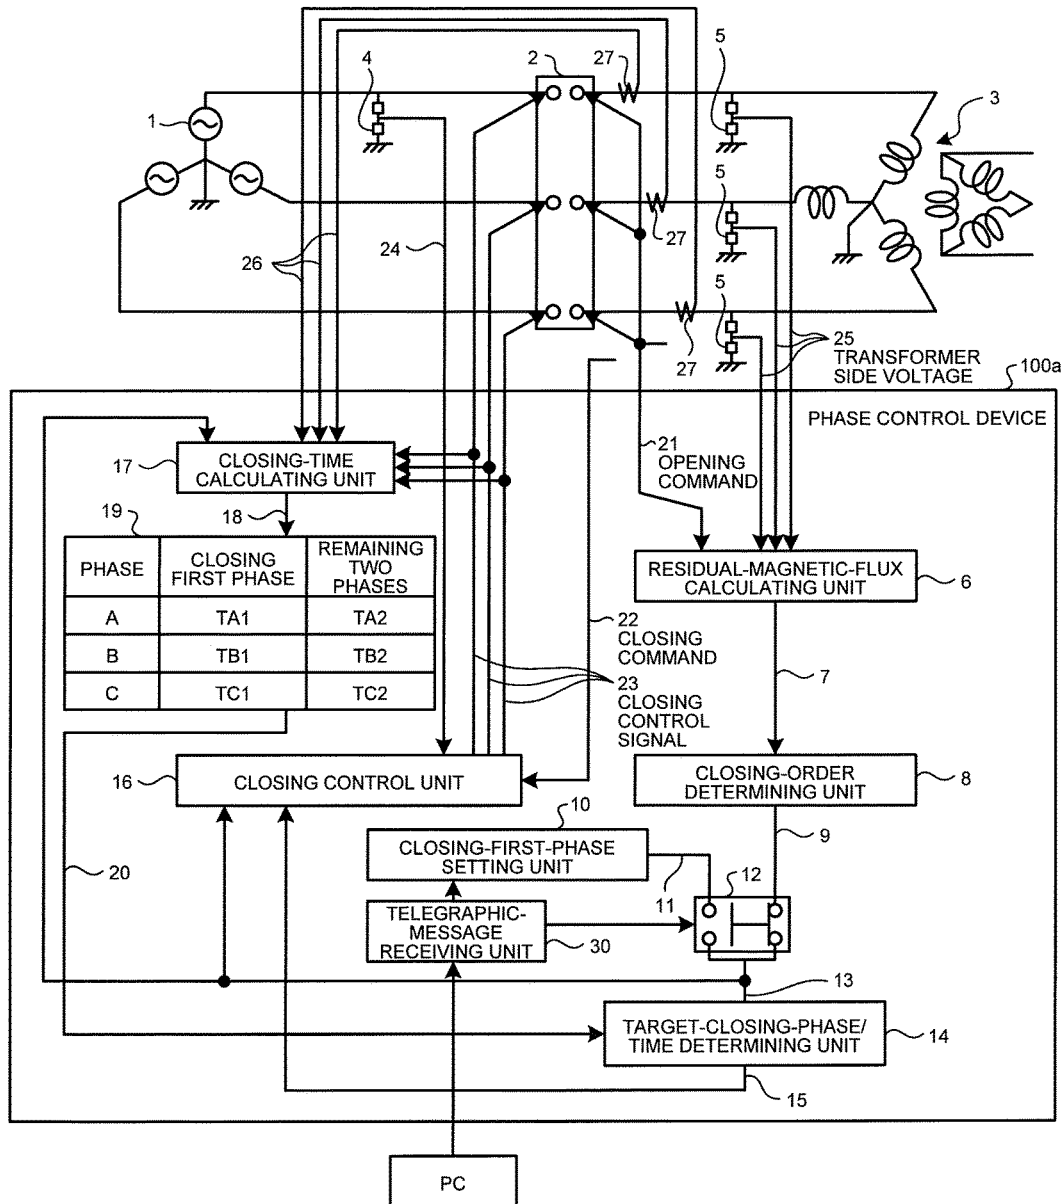 2
27
5
4
1
3
5
26
24
27
5
27
25
TRANSFORMER
SIDE VOLTAGE
100a
PHASE CONTROL DEVICE
17
CLOSING-TIME
CALCULATING UNIT
21
OPENING
COMMAND
18
19
PHASE
CLOSING
FIRST PHASE
REMAINING
TWO
PHASES
A
TA1
TA2
B
TB1
TB2
C
TC1
TC2
RESIDUAL-MAGNETIC-FLUX
CALCULATING UNIT
6
22
CLOSING
COMMAND
7
23
CLOSING
CONTROL
SIGNAL
16
CLOSING CONTROL UNIT
CLOSING-ORDER
DETERMINING UNIT
8
10
CLOSING-FIRST-PHASE
SETTING UNIT
9
20
11
12
TELEGRAPHIC-
MESSAGE
RECEIVING UNIT
30
13
TARGET-CLOSING-PHASE/
TIME DETERMINING UNIT
14
15
PC